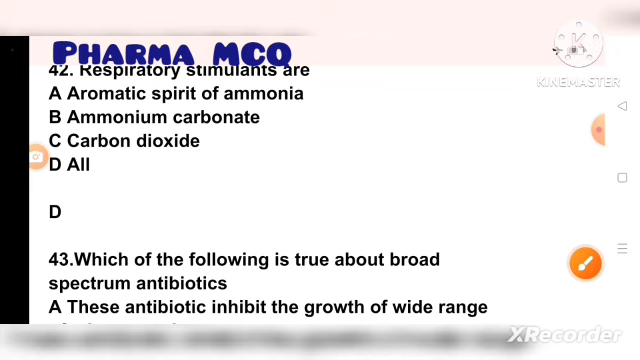 PHARMA MCQ
42. Respiratory stimulants are
A Aromatic spirit of ammonia
B Ammonium carbonate
C Carbon dioxide
D All
D
43.Which of the following is true about broad
spectrum antibiotics
A These antibiotic inhibit the growth of wide range
K
KINEMASTER
XRecorder